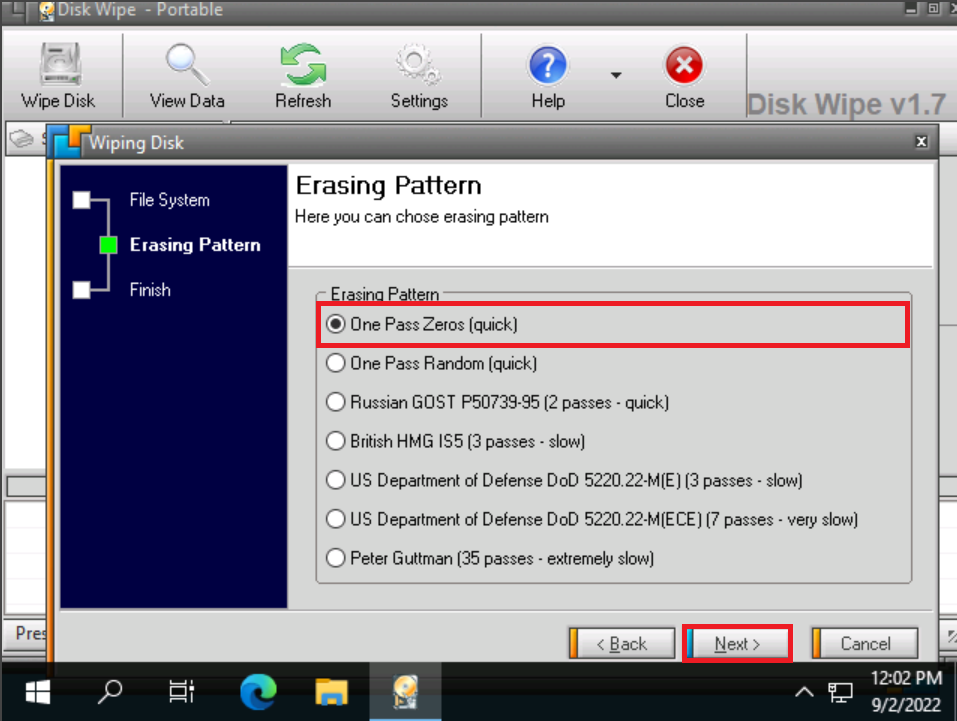 Disk Wipe - Portable
Wipe Disk
View Data
Refresh
Settings
Help
Close
Disk Wipe v1.7
Wiping Disk
File System
Erasing Pattern
Finish
Erasing Pattern
Here you can chose erasing pattern
Erasing Pattern
One Pass Zeros (quick)
One Pass Random (quick)
Russian GOST P50739-95 (2 passes - quick)
British HMG IS5 (3 passes - slow)
US Department of Defense DoD 5220.22-M(E) (3 passes - slow)
US Department of Defense DoD 5220.22-M(ECE) (7 passes - very slow)
Peter Guttman (35 passes - extremely slow)
Pres
< Back
Next >
Cancel
12:02 PM
9/2/2022